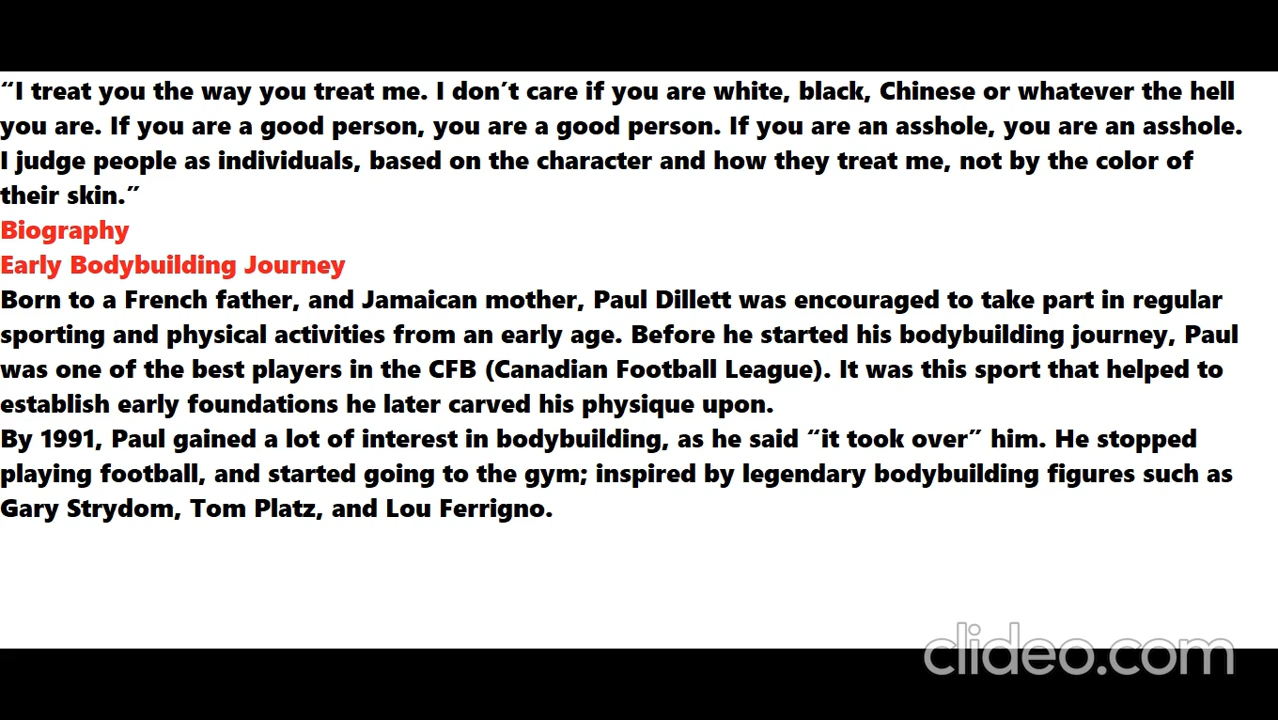 “I treat you the way you treat me. I don’t care if you are white, black, Chinese or whatever the hell
you are. If you are a good person, you are a good person. If you are an asshole, you are an asshole.
I judge people as individuals, based on the character and how they treat me, not by the color of
their skin.”
Biography
Early Bodybuilding Journey
Born to a French father, and Jamaican mother, Paul Dillett was encouraged to take part in regular
sporting and physical activities from an early age. Before he started his bodybuilding journey, Paul
was one of the best players in the CFB (Canadian Football League). It was this sport that helped to
establish early foundations he later carved his physique upon.
By 1991, Paul gained a lot of interest in bodybuilding, as he said “it took over” him. He stopped
playing football, and started going to the gym; inspired by legendary bodybuilding figures such as
Gary Strydom, Tom Platz, and Lou Ferrigno.
clideo.com